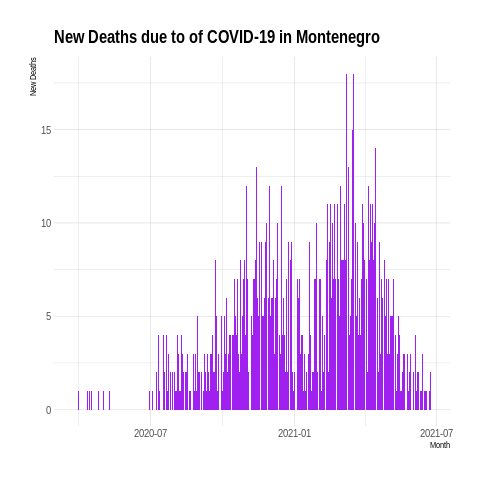 New Deaths due to of COVID-19 in Montenegro
New Deaths
15
10
5
0
2020-07
2021-01
2021-07
Month